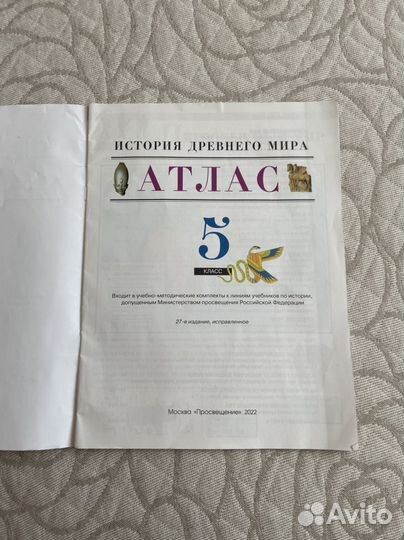 ИСТОРИЯ ДРЕВНЕГО МИРА
АТЛАС
5
КЛАСС
Входит в учебно-методические комплекты к линиям учебников по истории,
допущенным Министерством просвещения Российской Федерации
27-е издание, исправленное
Москва «Просвещение» 2022
Avito